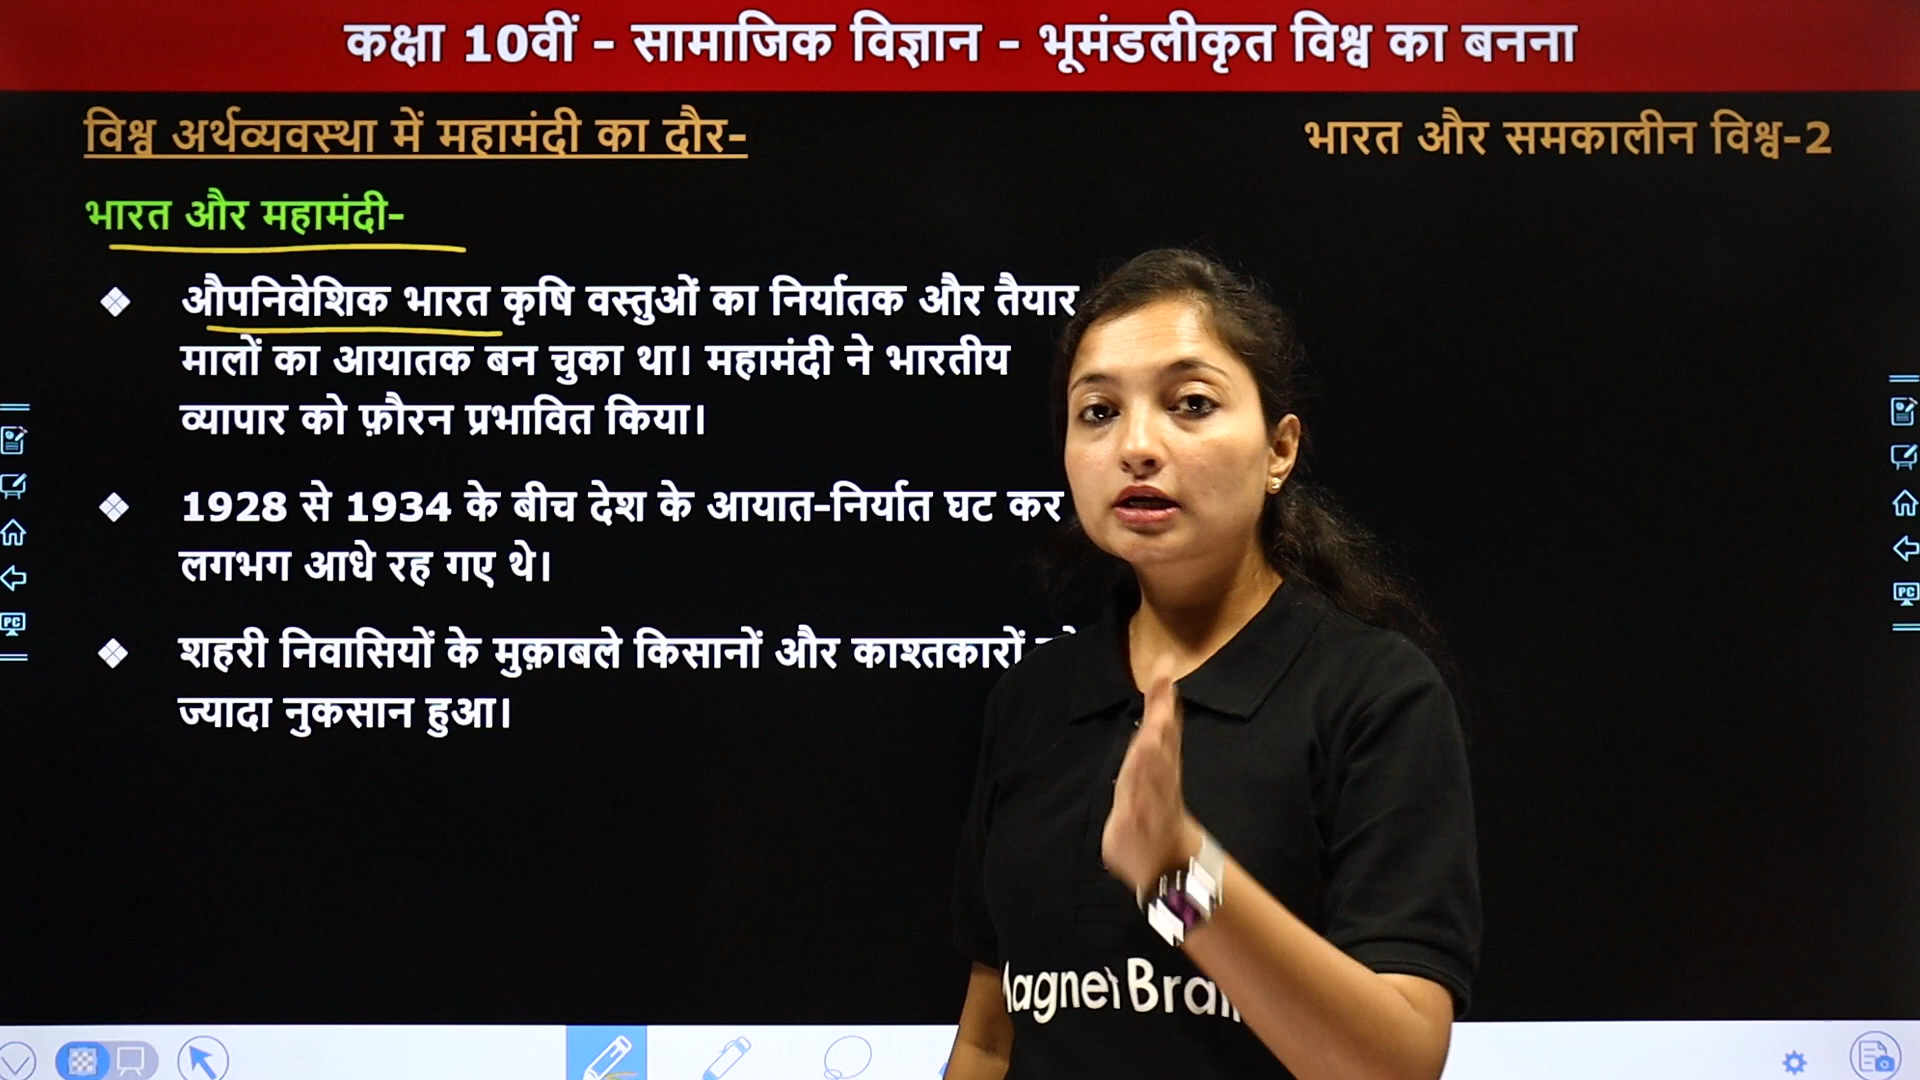 कक्षा 10वीं - सामाजिक विज्ञान - भूमंडलीकृत विश्व का बनना
विश्व अर्थव्यवस्था में महामंदी का दौर-
भारत और समकालीन विश्व-2
भारत और महामंदी-
❖ औपनिवेशिक भारत कृषि वस्तुओं का निर्यातक और तैयार
मालों का आयातक बन चुका था। महामंदी ने भारतीय
व्यापार को फ़ौरन प्रभावित किया।
❖ 1928 से 1934 के बीच देश के आयात-निर्यात घट कर
लगभग आधे रह गए थे।
❖ शहरी निवासियों के मुक़ाबले किसानों और काश्तकारों
ज्यादा नुकसान हुआ।
PC
PC